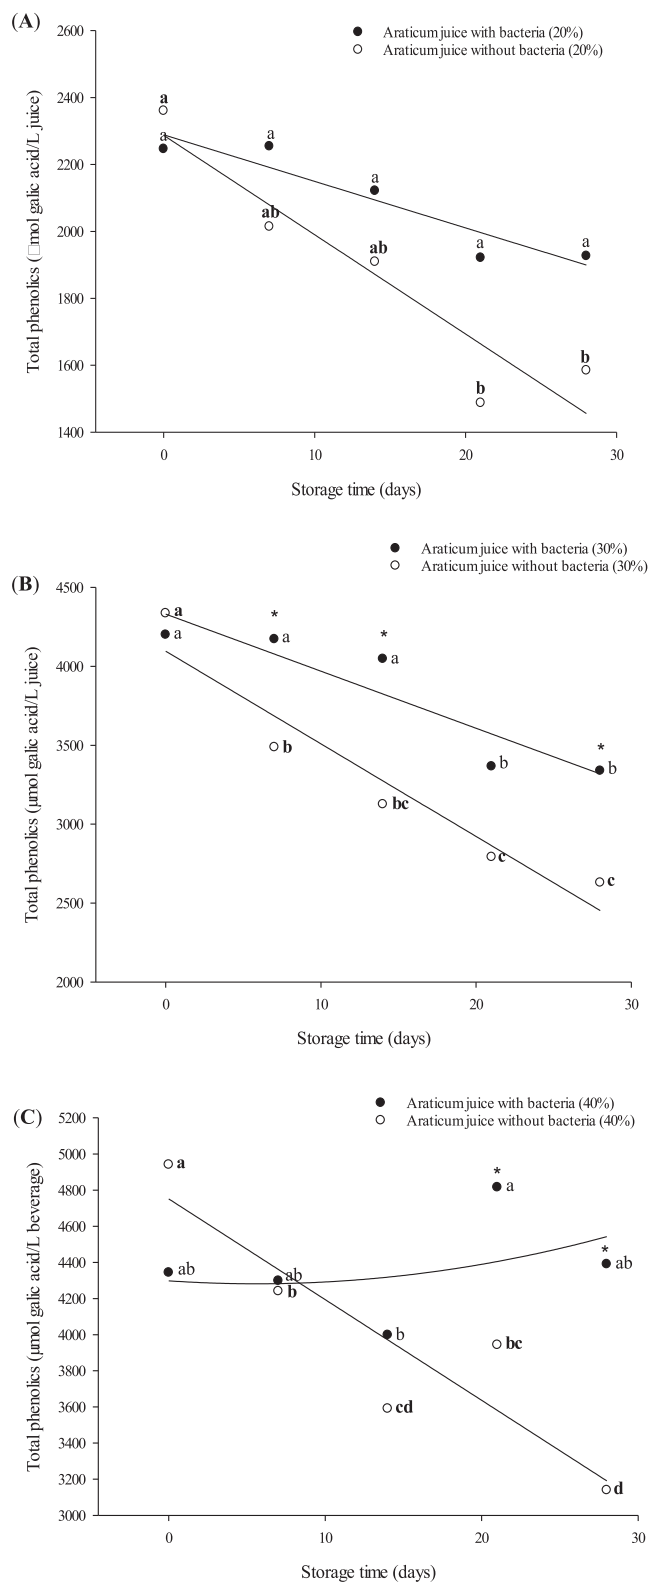 (A)
Araticum juice with bacteria (20%)
Araticum juice without bacteria (20%)
2600
2400
2200
2000
1800
1600
1400
Total phenolics (□mol galic acid/L juice)
a
a
a
ab
a
ab
a
b
a
b
0
10
20
30
Storage time (days)
(B)
Araticum juice with bacteria (30%)
Araticum juice without bacteria (30%)
4500
4000
3500
3000
2500
2000
Total phenolics (µmol galic acid/L juice)
a
a
*
a
b
*
a
bc
b
c
*
b
c
0
10
20
30
Storage time (days)
(C)
Araticum juice with bacteria (40%)
Araticum juice without bacteria (40%)
5200
5000
4800
4600
4400
4200
4000
3800
3600
3400
3200
3000
Total phenolics (µmol galic acid/L beverage)
a
ab
ab
b
b
cd
*
a
bc
*
ab
d
0
10
20
30
Storage time (days)